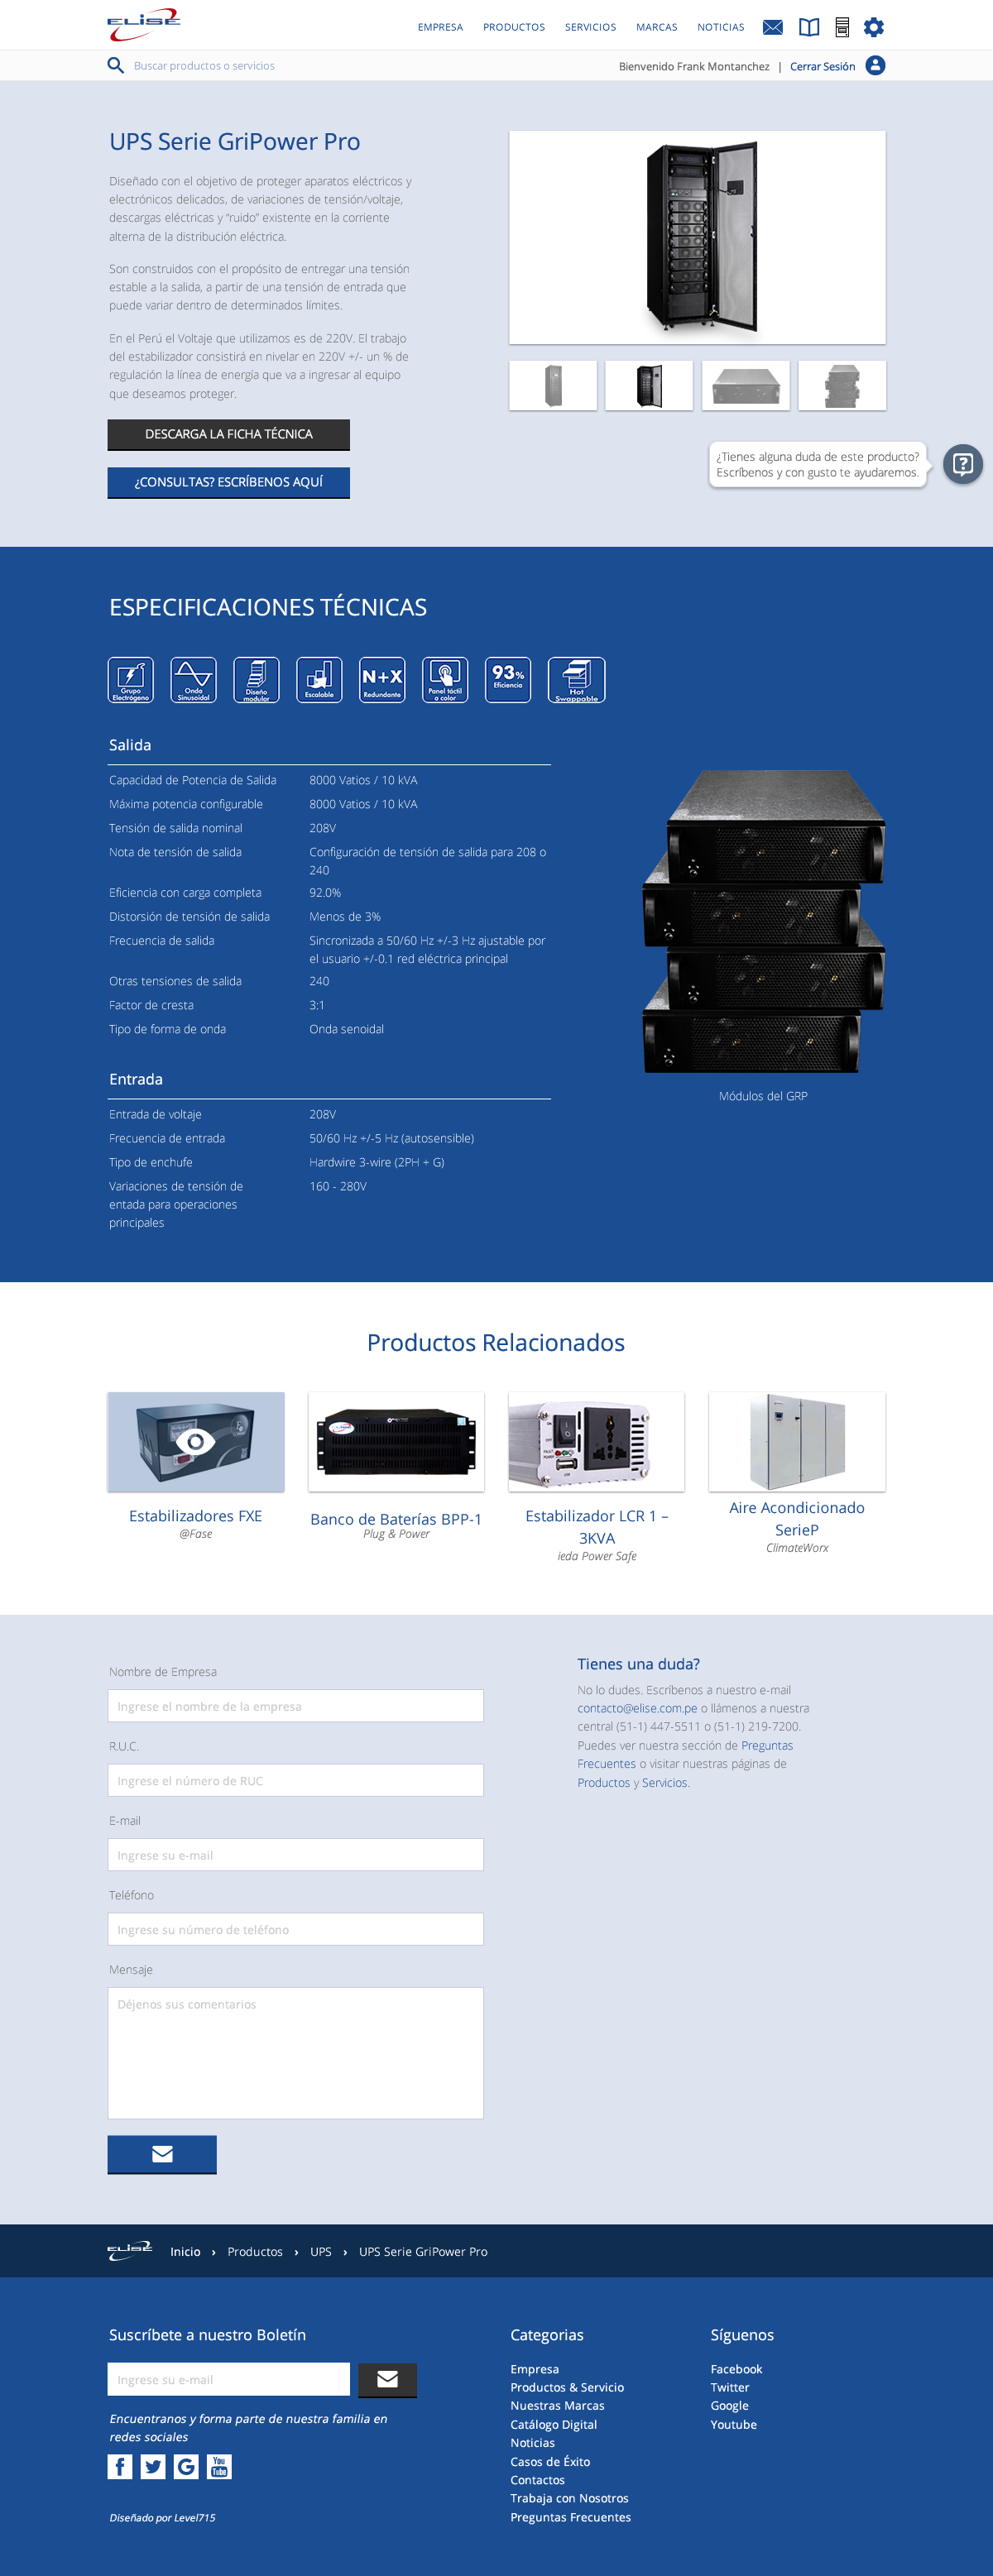 ELISE
EMPRESA PRODUCTOS SERVICIOS MARCAS NOTICIAS
Buscar productos o servicios
Bienvenido Frank Montanchez | Cerrar Sesión
UPS Serie GriPower Pro
Diseñado con el objetivo de proteger aparatos eléctricos y
electrónicos delicados, de variaciones de tensión/voltaje,
descargas eléctricas y “ruido” existente en la corriente
alterna de la distribución eléctrica.
Son construidos con el propósito de entregar una tensión
estable a la salida, a partir de una tensión de entrada que
puede variar dentro de determinados límites.
En el Perú el Voltaje que utilizamos es de 220V. El trabajo
del estabilizador consistirá en nivelar en 220V +/- un % de
regulación la línea de energía que va a ingresar al equipo
que deseamos proteger.
DESCARGA LA FICHA TÉCNICA
¿CONSULTAS? ESCRÍBENOS AQUÍ
¿Tienes alguna duda de este producto?
Escríbenos y con gusto te ayudaremos.
ESPECIFICACIONES TÉCNICAS
Grupo
Electrógeno
Onda
Sinusoidal
Diseño
modular
Escalable
N+X
Redundante
Panel táctil
a color
93%
Eficiencia
Hot
Swappable
Salida
Capacidad de Potencia de Salida 8000 Vatios / 10 kVA
Máxima potencia configurable 8000 Vatios / 10 kVA
Tensión de salida nominal 208V
Nota de tensión de salida Configuración de tensión de salida para 208 o
240
Eficiencia con carga completa 92.0%
Distorsión de tensión de salida Menos de 3%
Frecuencia de salida Sincronizada a 50/60 Hz +/-3 Hz ajustable por
el usuario +/-0.1 red eléctrica principal
Otras tensiones de salida 240
Factor de cresta 3:1
Tipo de forma de onda Onda senoidal
Módulos del GRP
Entrada
Entrada de voltaje 208V
Frecuencia de entrada 50/60 Hz +/-5 Hz (autosensible)
Tipo de enchufe Hardwire 3-wire (2PH + G)
Variaciones de tensión de 160 - 280V
entada para operaciones
principales
Productos Relacionados
Estabilizadores FXE
@Fase
Banco de Baterías BPP-1
Plug & Power
Estabilizador LCR 1 –
3KVA
ieda Power Safe
Aire Acondicionado
SerieP
ClimateWorx
Nombre de Empresa
Ingrese el nombre de la empresa
R.U.C.
Ingrese el número de RUC
E-mail
Ingrese su e-mail
Teléfono
Ingrese su número de teléfono
Mensaje
Déjenos sus comentarios
Tienes una duda?
No lo dudes. Escríbenos a nuestro e-mail
contacto@elise.com.pe o llámenos a nuestra
central (51-1) 447-5511 o (51-1) 219-7200.
Puedes ver nuestra sección de Preguntas
Frecuentes o visitar nuestras páginas de
Productos y Servicios.
ELISE Inicio › Productos › UPS › UPS Serie GriPower Pro
Suscríbete a nuestro Boletín
Ingrese su e-mail
Encuentranos y forma parte de nuestra familia en
redes sociales
f G You
Tube
Diseñado por Level715
Categorias
Empresa
Productos & Servicio
Nuestras Marcas
Catálogo Digital
Noticias
Casos de Éxito
Contactos
Trabaja con Nosotros
Preguntas Frecuentes
Síguenos
Facebook
Twitter
Google
Youtube